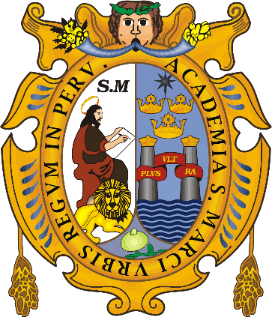 ACADEMIA S MARCI VRBIS REGVM IN PERV .
S.M
PLVS VLT RA